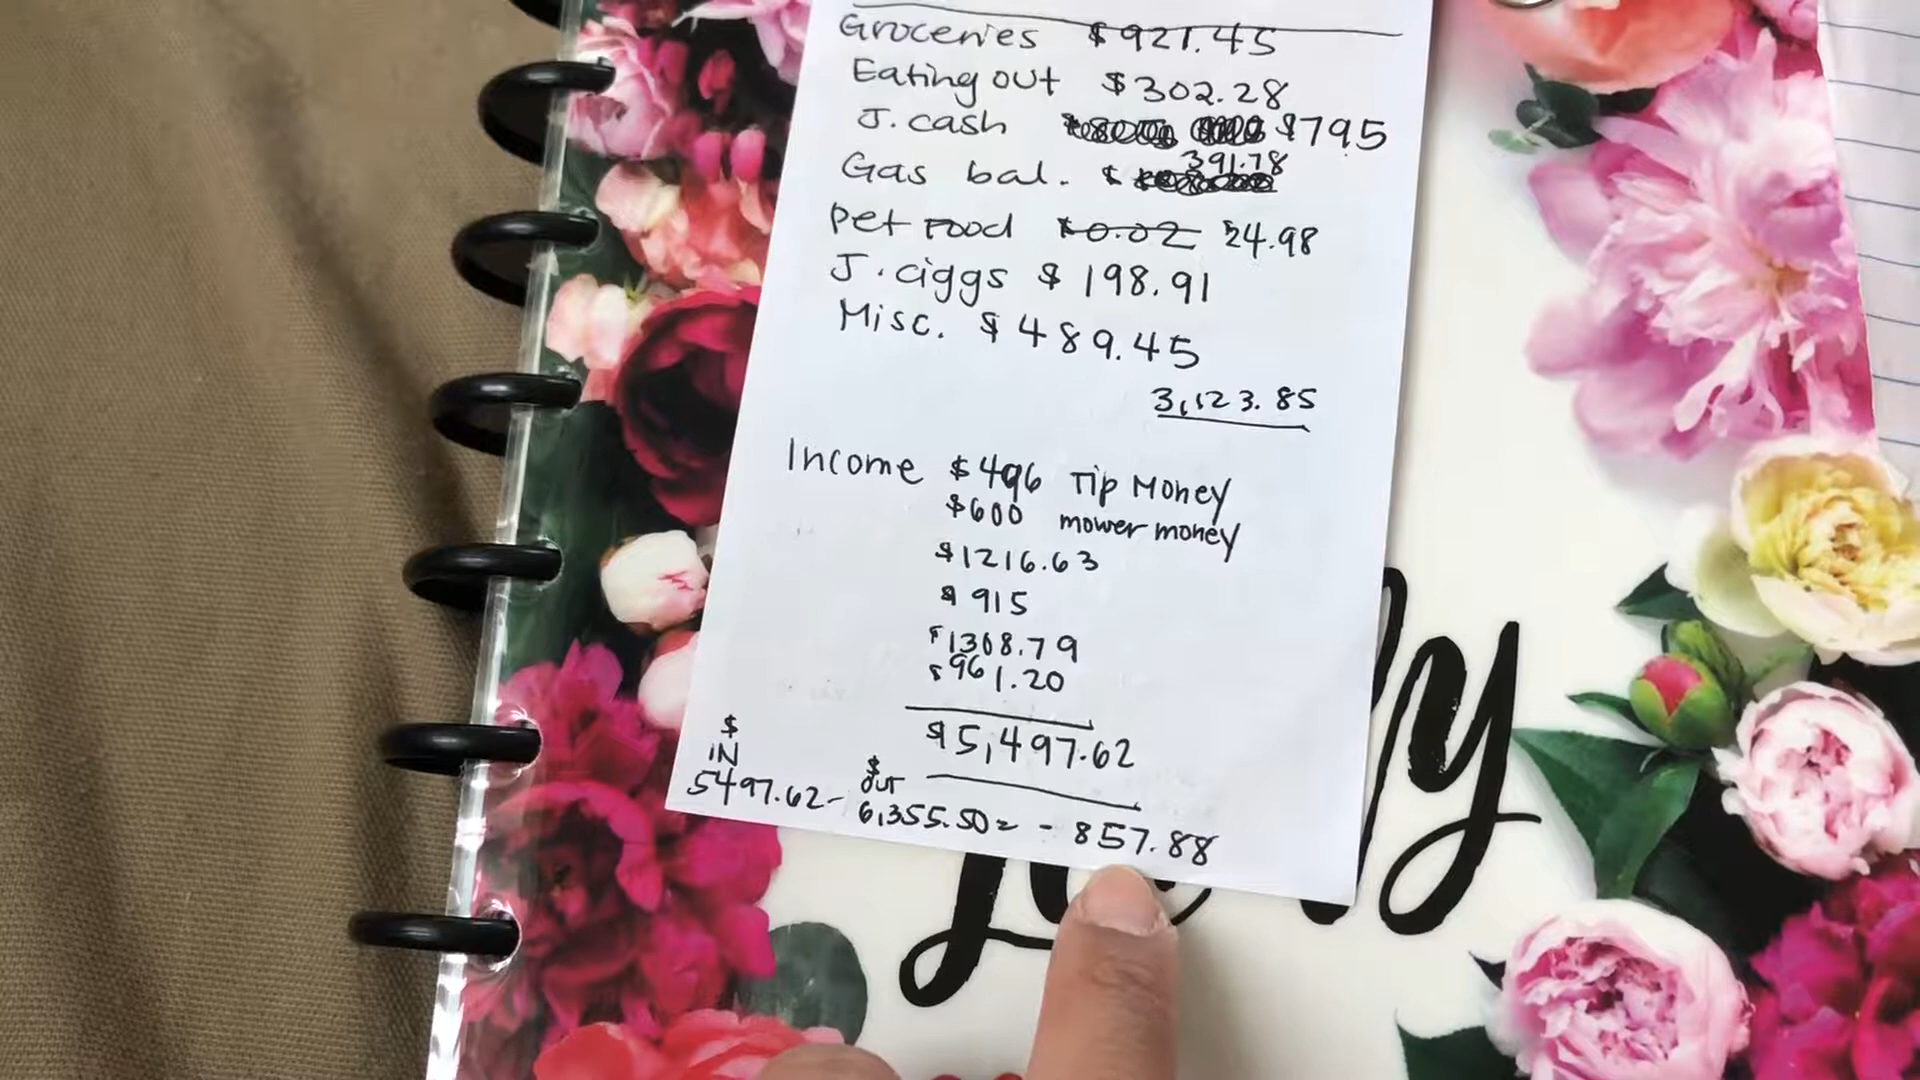 Groceries $921.45
Eating out $302.28
J. cash $795
Gas bal. $ 391.78
Pet Food $0.02 $24.98
J. ciggs $198.91
Misc. $489.45
3,123.85
Income $496 Tip Money
$600 mower money
$1216.63
$915
$1308.79
$961.20
$5,497.62
$ IN
$ out
5497.62- 6,355.50= -857.88